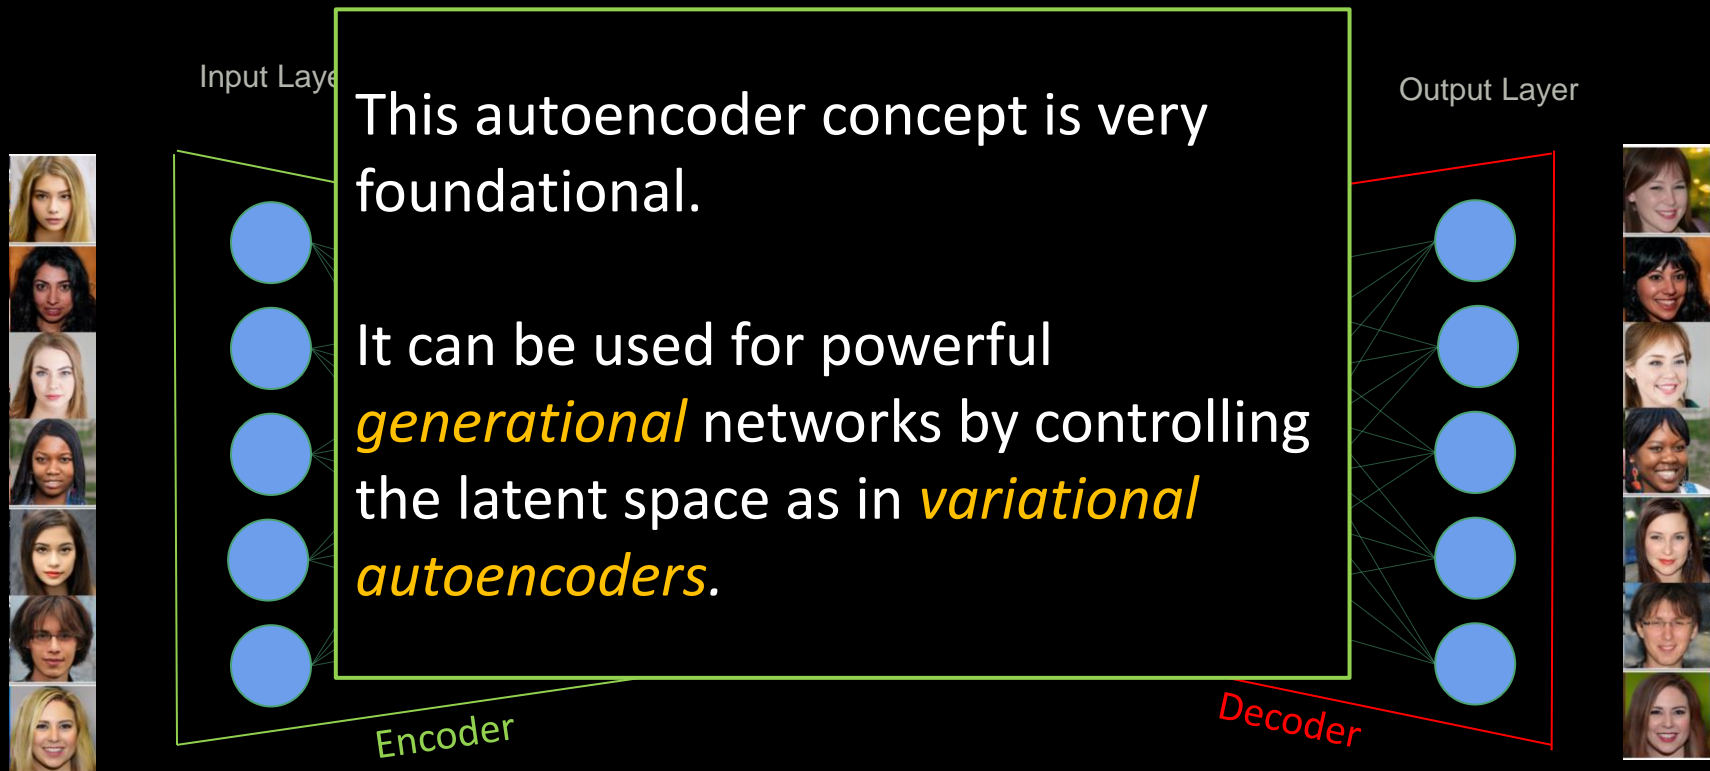 Input Laye
Output Layer
This autoencoder concept is very
foundational.
It can be used for powerful
generational networks by controlling
the latent space as in variational
autoencoders.
Encoder
Decoder